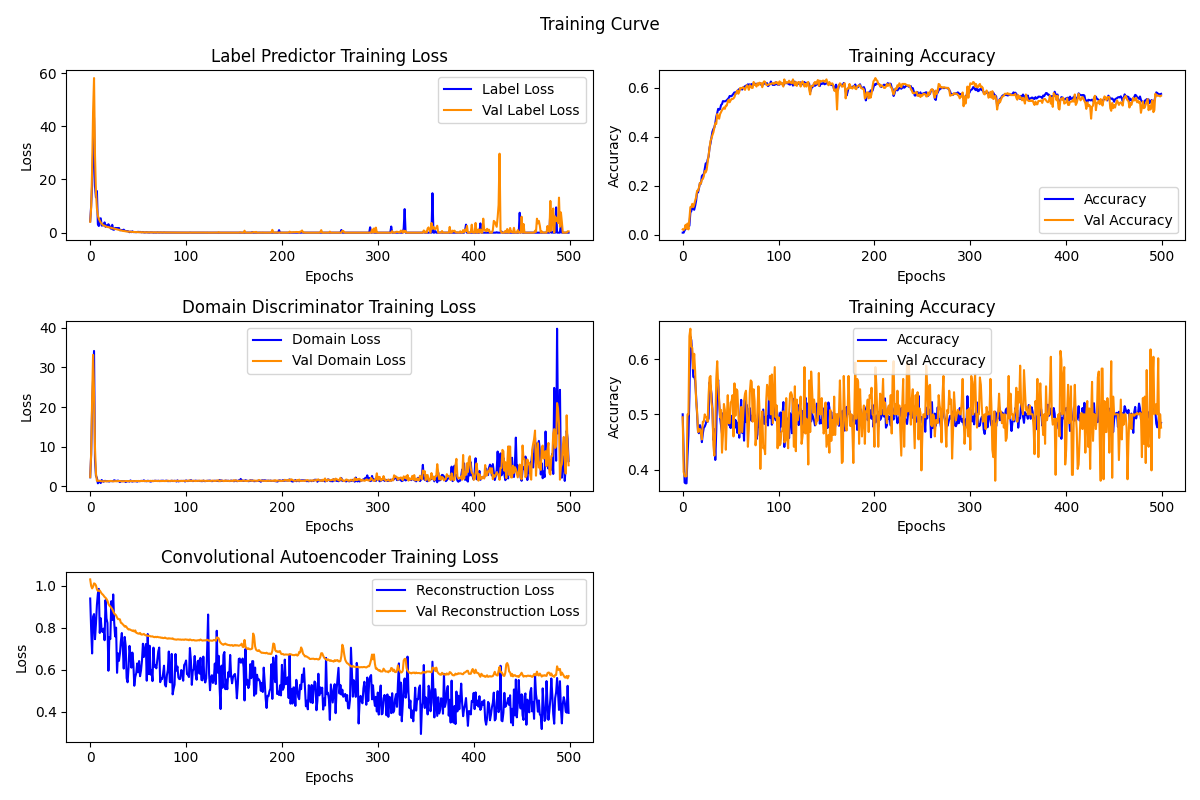 Training Curve
Label Predictor Training Loss
60
40
20
0
Loss
Label Loss
Val Label Loss
0 100 200 300 400 500
Epochs
Training Accuracy
0.6
0.4
0.2
0.0
Accuracy
Accuracy
Val Accuracy
0 100 200 300 400 500
Epochs
Domain Discriminator Training Loss
40
30
20
10
0
Loss
Domain Loss
Val Domain Loss
0 100 200 300 400 500
Epochs
Training Accuracy
0.6
0.5
0.4
Accuracy
Accuracy
Val Accuracy
0 100 200 300 400 500
Epochs
Convolutional Autoencoder Training Loss
1.0
0.8
0.6
0.4
Loss
Reconstruction Loss
Val Reconstruction Loss
0 100 200 300 400 500
Epochs